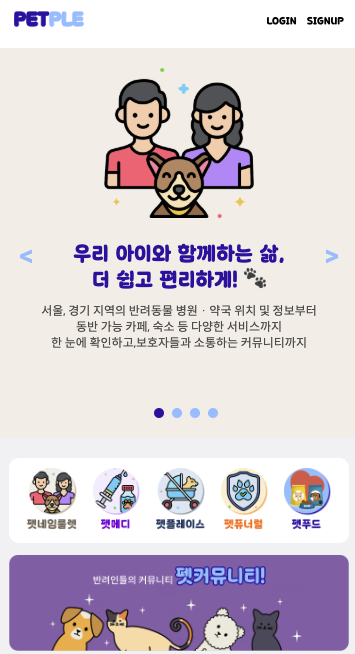 PETPLE
LOGIN SIGNUP
< >
우리 아이와 함께하는 삶,
더 쉽고 편리하게!
서울, 경기 지역의 반려동물 병원 · 약국 위치 및 정보부터
동반 가능 카페, 숙소 등 다양한 서비스까지
한 눈에 확인하고,보호자들과 소통하는 커뮤니티까지
펫네임룰렛 펫메디 펫플레이스 펫퓨너럴 펫푸드
반려인들의 커뮤니티 펫커뮤니티!